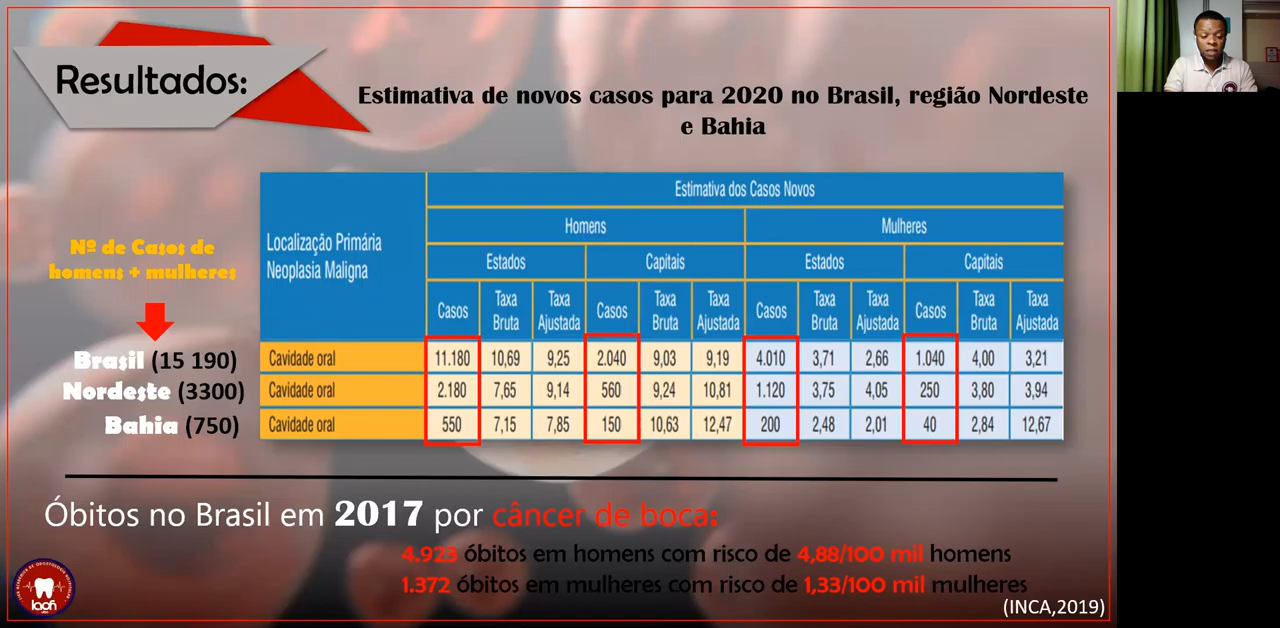 Resultados:
Estimativa de novos casos para 2020 no Brasil, região Nordeste
e Bahia
Nº de Casos de
homens + mulheres
Brasil (15 190)
Nordeste (3300)
Bahia (750)
Localização Primária
Neoplasia Maligna
Estimativa dos Casos Novos
Homens Mulheres
Estados Capitais Estados Capitais
Casos Taxa Bruta Taxa Ajustada Casos Taxa Bruta Taxa Ajustada Casos Taxa Bruta Taxa Ajustada Casos Taxa Bruta Taxa Ajustada
Cavidade oral 11.180 10,69 9,25 2.040 9,03 9,19 4.010 3,71 2,66 1.040 4,00 3,21
Cavidade oral 2.180 7,65 9,14 560 9,24 10,81 1.120 3,75 4,05 250 3,80 3,94
Cavidade oral 550 7,15 7,85 150 10,63 12,47 200 2,48 2,01 40 2,84 12,67
Óbitos no Brasil em 2017 por câncer de boca:
4.923 óbitos em homens com risco de 4,88/100 mil homens
1.372 óbitos em mulheres com risco de 1,33/100 mil mulheres
(INCA,2019)